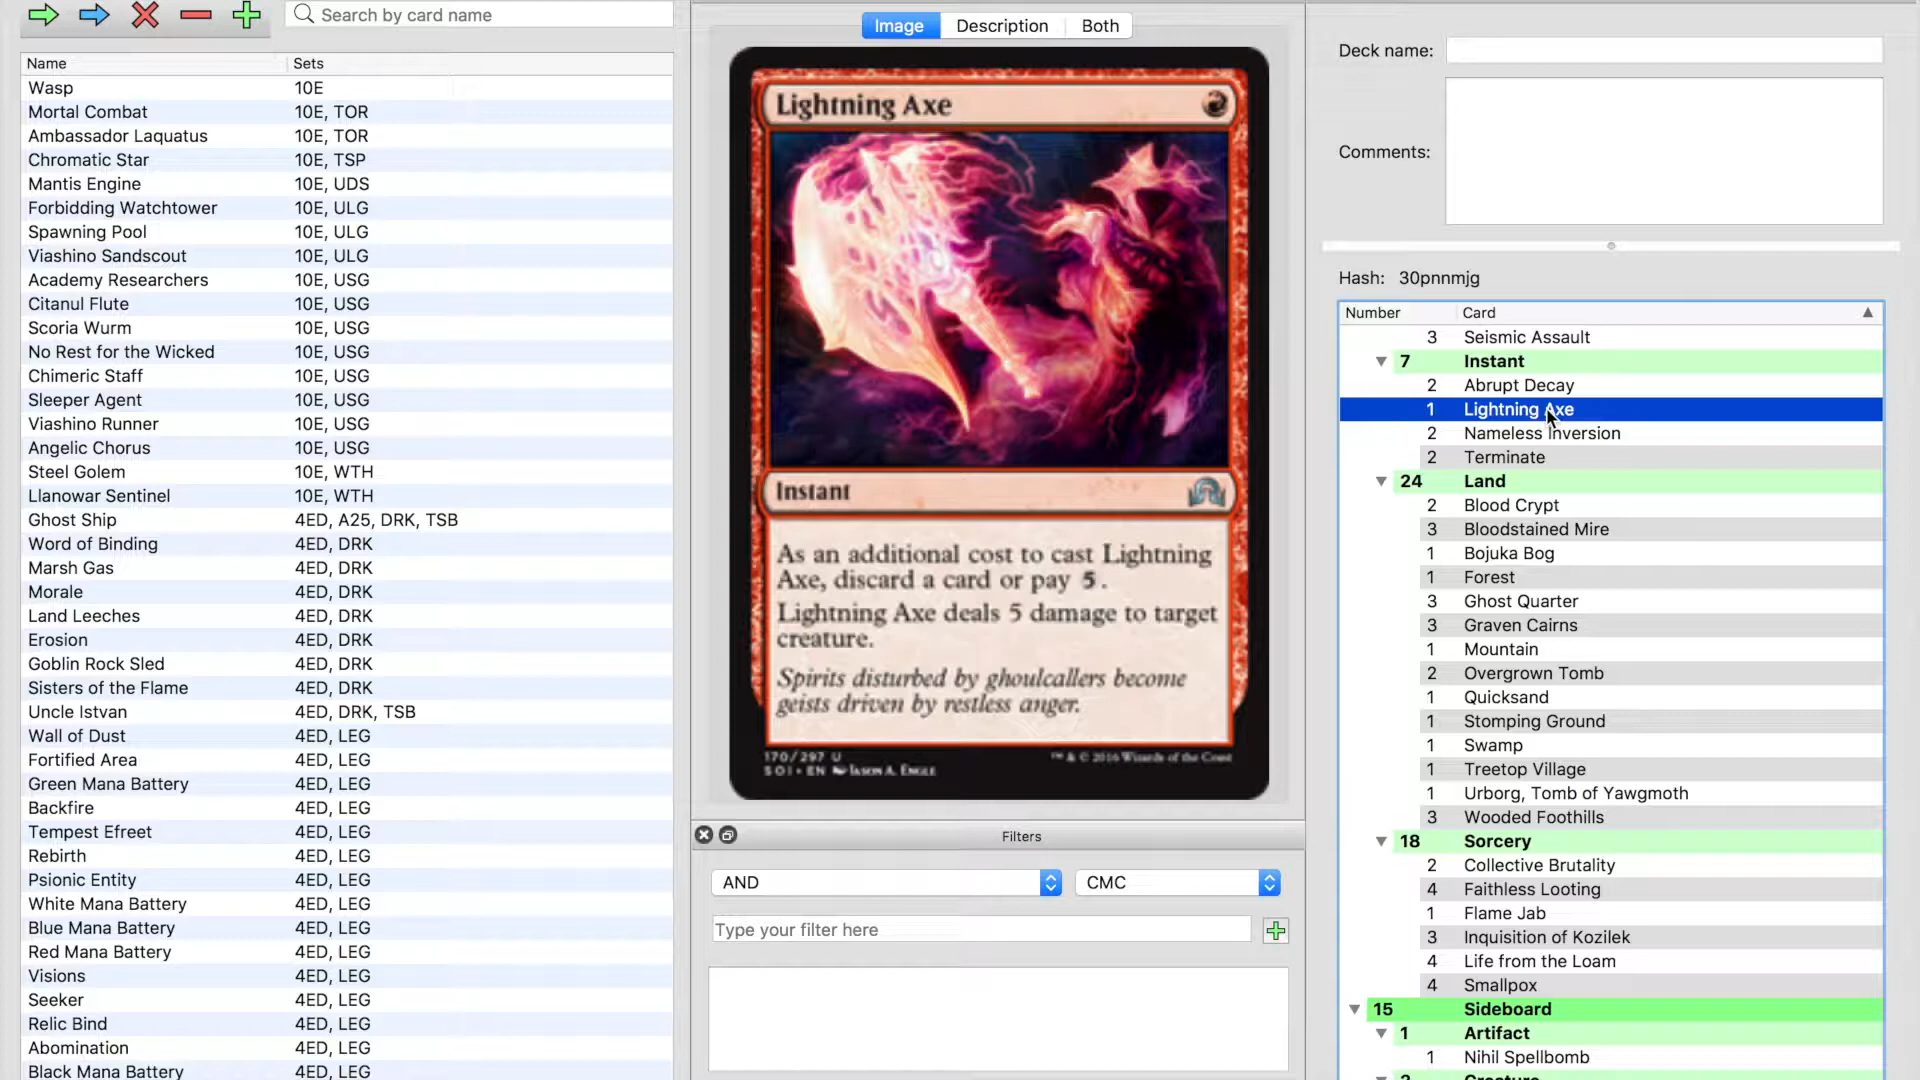 Search by card name
Name Sets
Wasp 10E
Mortal Combat 10E, TOR
Ambassador Laquatus 10E, TOR
Chromatic Star 10E, TSP
Mantis Engine 10E, UDS
Forbidding Watchtower 10E, ULG
Spawning Pool 10E, ULG
Viashino Sandscout 10E, ULG
Academy Researchers 10E, USG
Citanul Flute 10E, USG
Scoria Wurm 10E, USG
No Rest for the Wicked 10E, USG
Chimeric Staff 10E, USG
Sleeper Agent 10E, USG
Viashino Runner 10E, USG
Angelic Chorus 10E, USG
Steel Golem 10E, WTH
Llanowar Sentinel 10E, WTH
Ghost Ship 4ED, A25, DRK, TSB
Word of Binding 4ED, DRK
Marsh Gas 4ED, DRK
Morale 4ED, DRK
Land Leeches 4ED, DRK
Erosion 4ED, DRK
Goblin Rock Sled 4ED, DRK
Sisters of the Flame 4ED, DRK
Uncle Istvan 4ED, DRK, TSB
Wall of Dust 4ED, LEG
Fortified Area 4ED, LEG
Green Mana Battery 4ED, LEG
Backfire 4ED, LEG
Tempest Efreet 4ED, LEG
Rebirth 4ED, LEG
Psionic Entity 4ED, LEG
White Mana Battery 4ED, LEG
Blue Mana Battery 4ED, LEG
Red Mana Battery 4ED, LEG
Visions 4ED, LEG
Seeker 4ED, LEG
Relic Bind 4ED, LEG
Abomination 4ED, LEG
Black Mana Battery 4ED, LEG
Image Description Both
Lightning Axe
Instant
As an additional cost to cast Lightning
Axe, discard a card or pay 5.
Lightning Axe deals 5 damage to target
creature.
Spirits disturbed by ghoulcallers become
geists driven by restless anger.
170/297 U
SOI • EN Jason A. Engle
™ & © 2016 Wizards of the Coast
Filters
AND CMC
Type your filter here
Deck name:
Comments:
Hash: 30pnnmjg
Number Card
3 Seismic Assault
7 Instant
2 Abrupt Decay
1 Lightning Axe
2 Nameless Inversion
2 Terminate
24 Land
2 Blood Crypt
3 Bloodstained Mire
1 Bojuka Bog
1 Forest
3 Ghost Quarter
3 Graven Cairns
1 Mountain
2 Overgrown Tomb
1 Quicksand
1 Stomping Ground
1 Swamp
1 Treetop Village
1 Urborg, Tomb of Yawgmoth
3 Wooded Foothills
18 Sorcery
2 Collective Brutality
4 Faithless Looting
1 Flame Jab
3 Inquisition of Kozilek
4 Life from the Loam
4 Smallpox
15 Sideboard
1 Artifact
1 Nihil Spellbomb